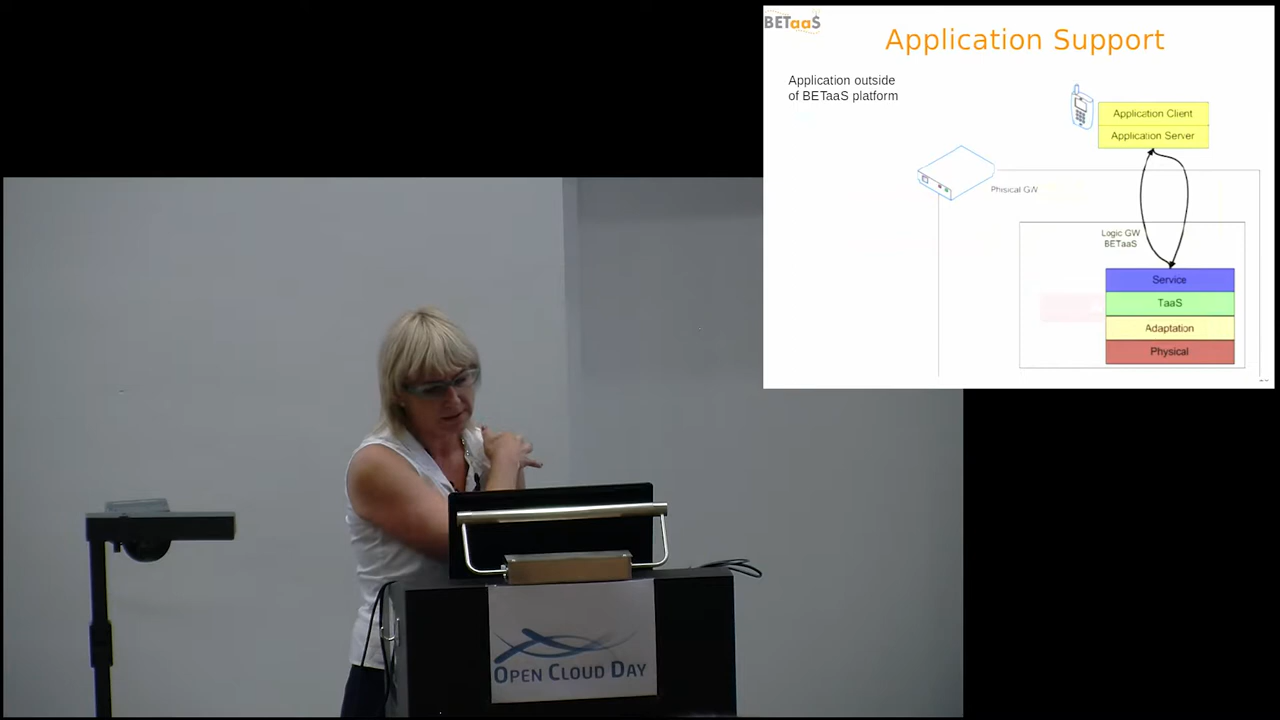 BETaaS
Application Support
Application outside
of BETaaS platform
Application Client
Application Server
Phisical GW
Logic GW
BETaaS
Service
TaaS
Adaptation
Physical
OPEN CLOUD DAY